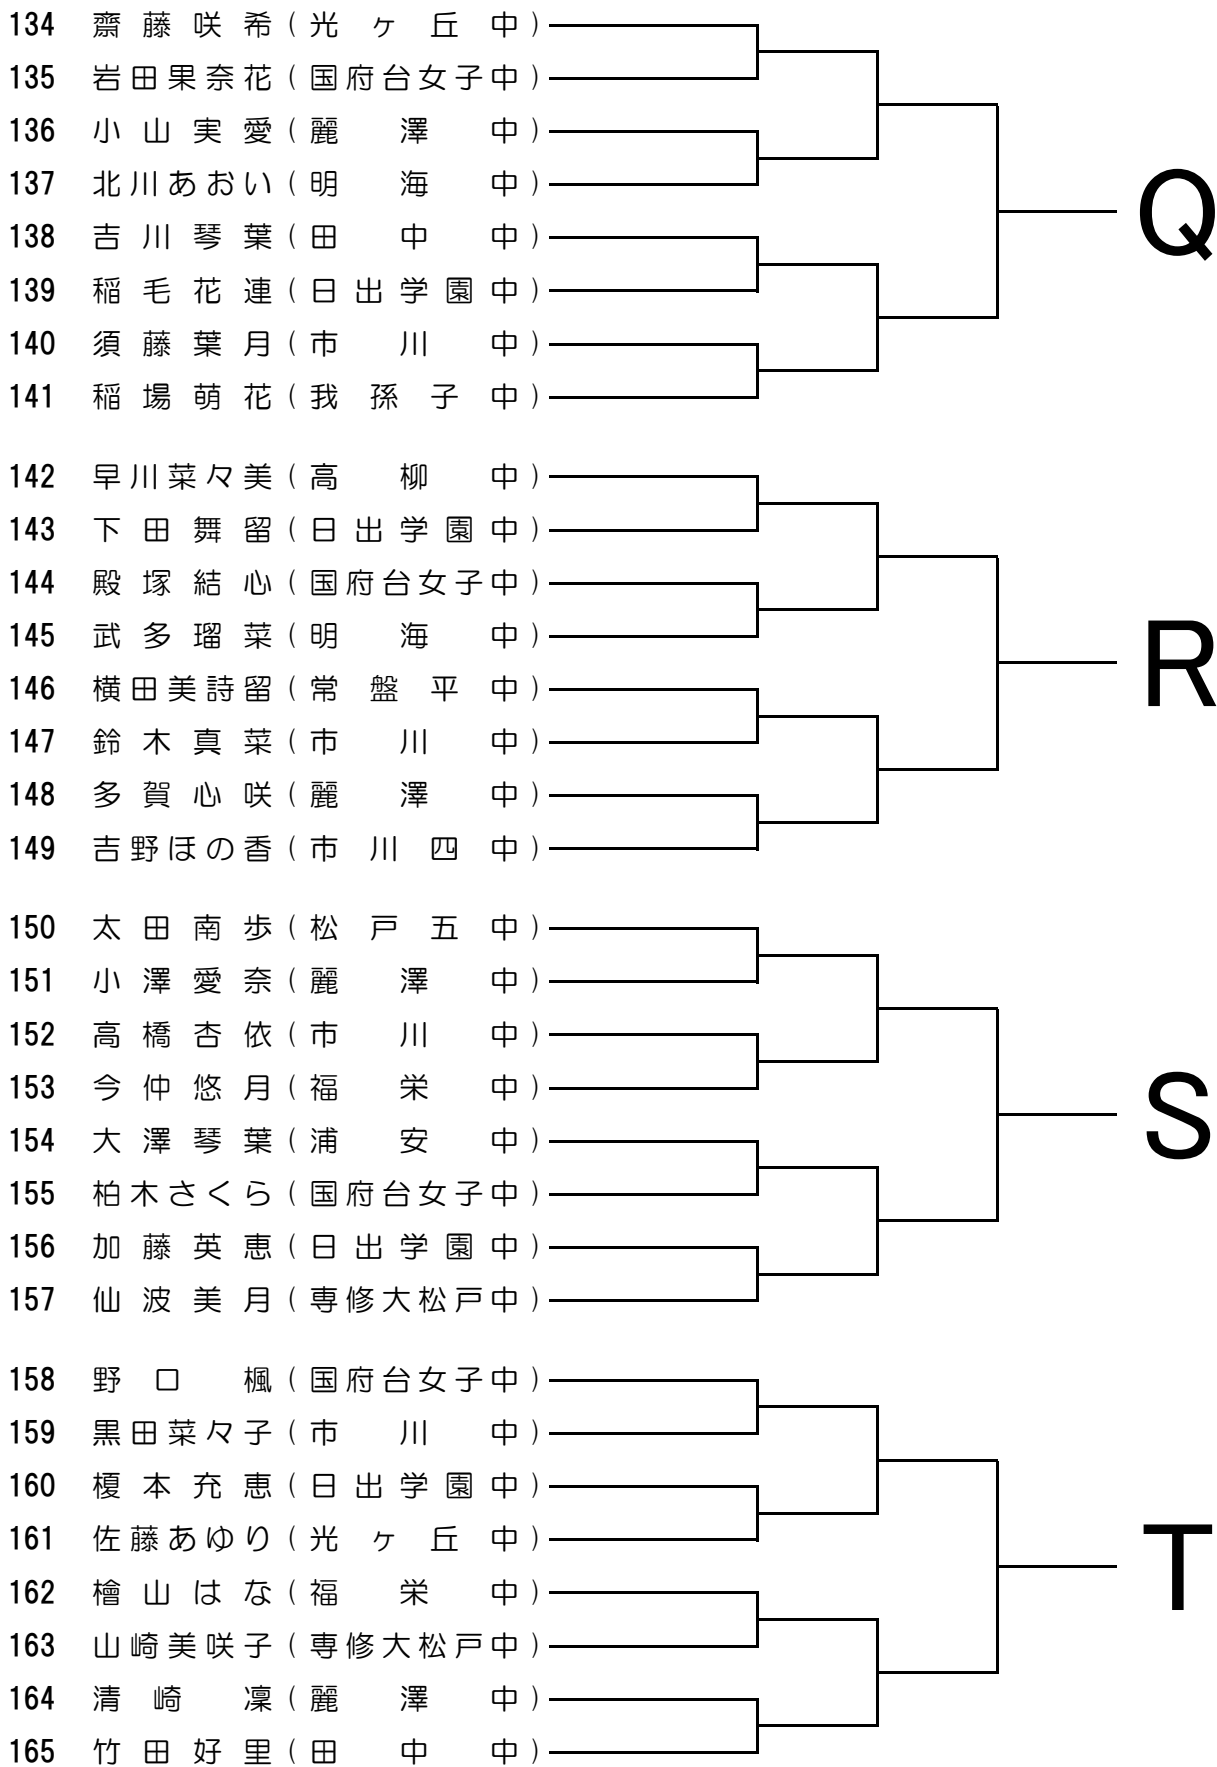 134 齋藤咲希(光ヶ丘中)
135 岩田果奈花(国府台女子中)
136 小山実愛(麗澤中)
137 北川あおい(明海中)
Q
138 吉川琴葉(田中中)
139 稲毛花連(日出学園中)
140 須藤葉月(市川中)
141 稲場萌花(我孫子中)
142 早川菜々美(高柳中)
143 下田舞留(日出学園中)
144 殿塚結心(国府台女子中)
145 武多瑠菜(明海中)
R
146 横田美詩留(常盤平中)
147 鈴木真菜(市川中)
148 多賀心咲(麗澤中)
149 吉野ほの香(市川四中)
150 太田南歩(松戸五中)
151 小澤愛奈(麗澤中)
152 高橋杏依(市川中)
153 今仲悠月(福栄中)
S
154 大澤琴葉(浦安中)
155 柏木さくら(国府台女子中)
156 加藤英恵(日出学園中)
157 仙波美月(専修大松戸中)
158 野口楓(国府台女子中)
159 黒田菜々子(市川中)
160 榎本充恵(日出学園中)
161 佐藤あゆり(光ヶ丘中)
T
162 檜山はな(福栄中)
163 山崎美咲子(専修大松戸中)
164 清崎凜(麗澤中)
165 竹田好里(田中中)